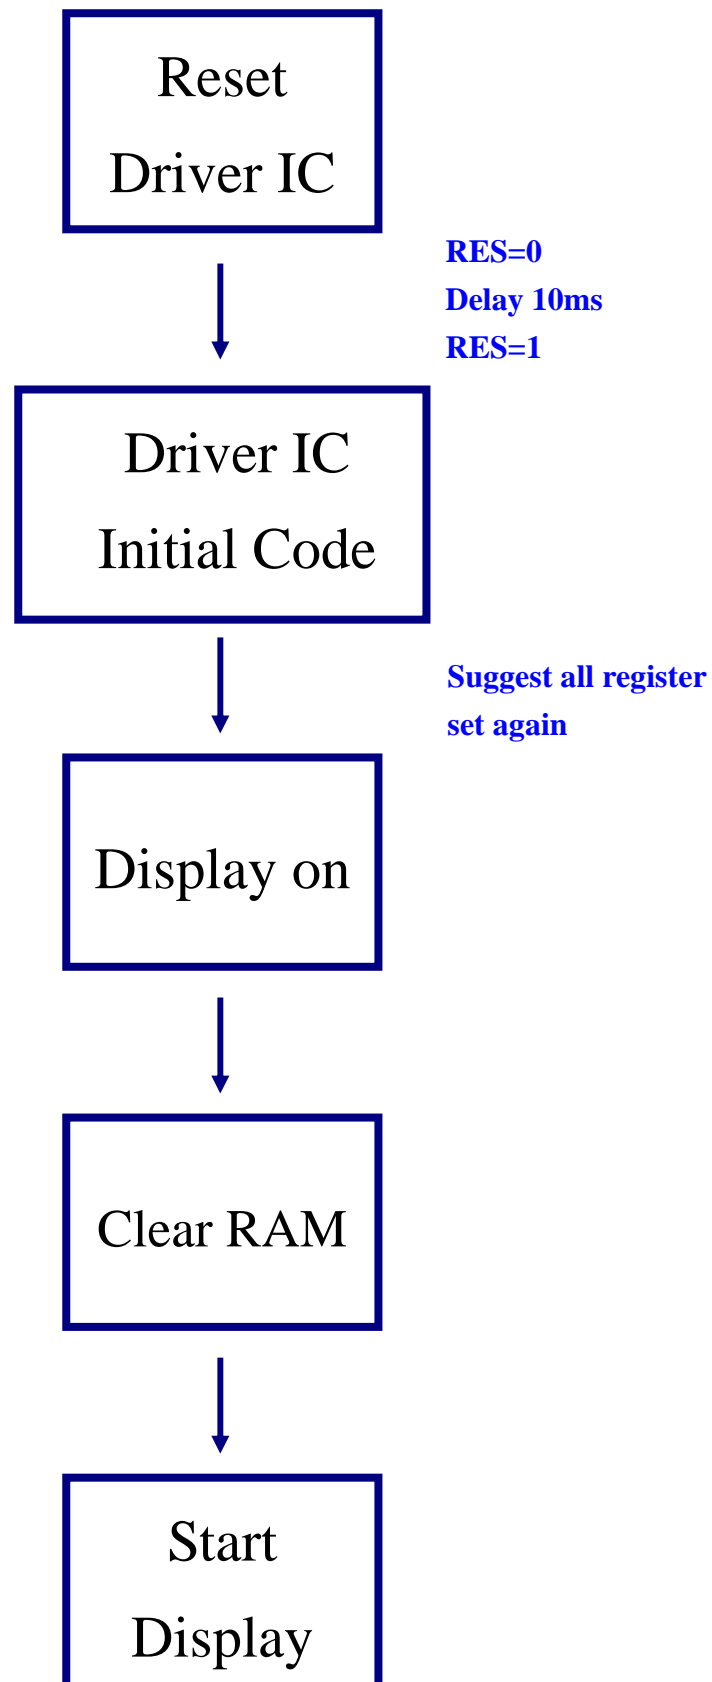 Reset
Driver IC
RES=0
Delay 10ms
RES=1
Driver IC
Initial Code
Suggest all register
set again
Display on
Clear RAM
Start
Display